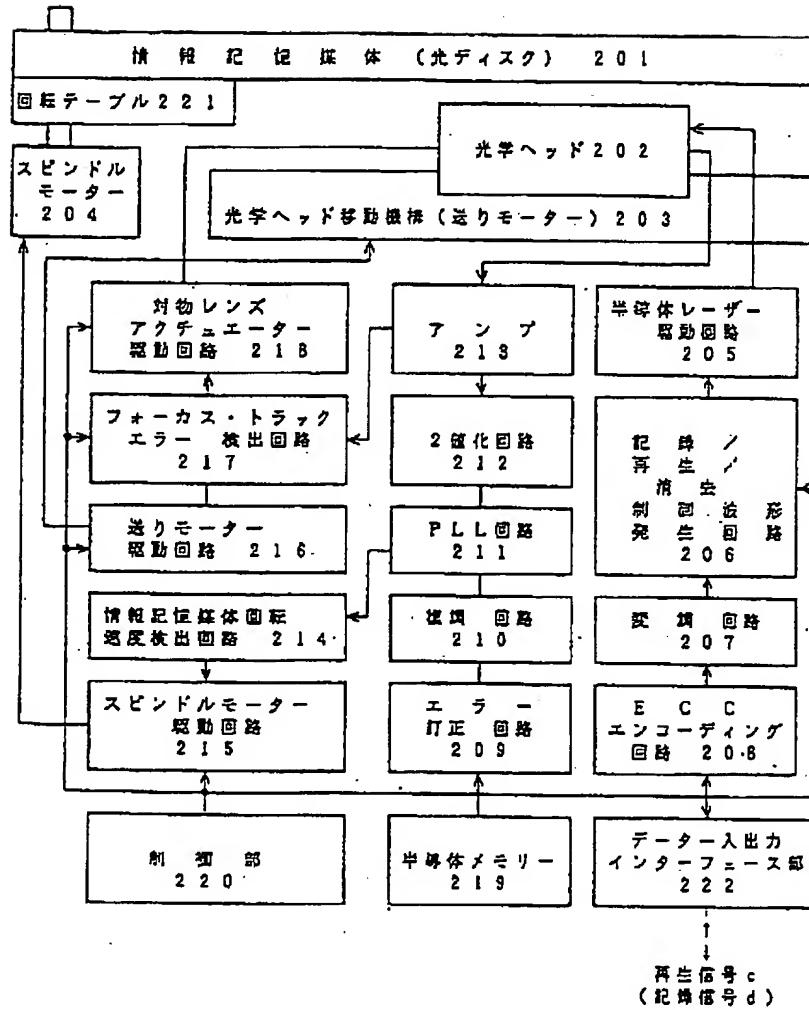 情 報 記 憶 媒 体 (光ディスク) 201
回転テーブル221
光学ヘッド202
スピンドル
モーター
204
光学ヘッド移動機構(送りモーター)203
対物レンズ
アクチュエーター
駆動回路 218
アンプ
213
半導体レーザー
駆動回路
205
フォーカス・トラック
エラー 検出回路
217
2値化回路
212
記録/
再生/
消去
制御波形
発生回路
206
送りモーター
駆動回路 216
PLL回路
211
情報記憶媒体回転
速度検出回路 214
復調 回路
210
変調 回路
207
スピンドルモーター
駆動回路
215
エラー
訂正 回路
209
ECC
エンコーディング
回路 208
制御部
220
半導体メモリー
219
データー入出力
インターフェース部
222
再生信号c
(記録信号d)